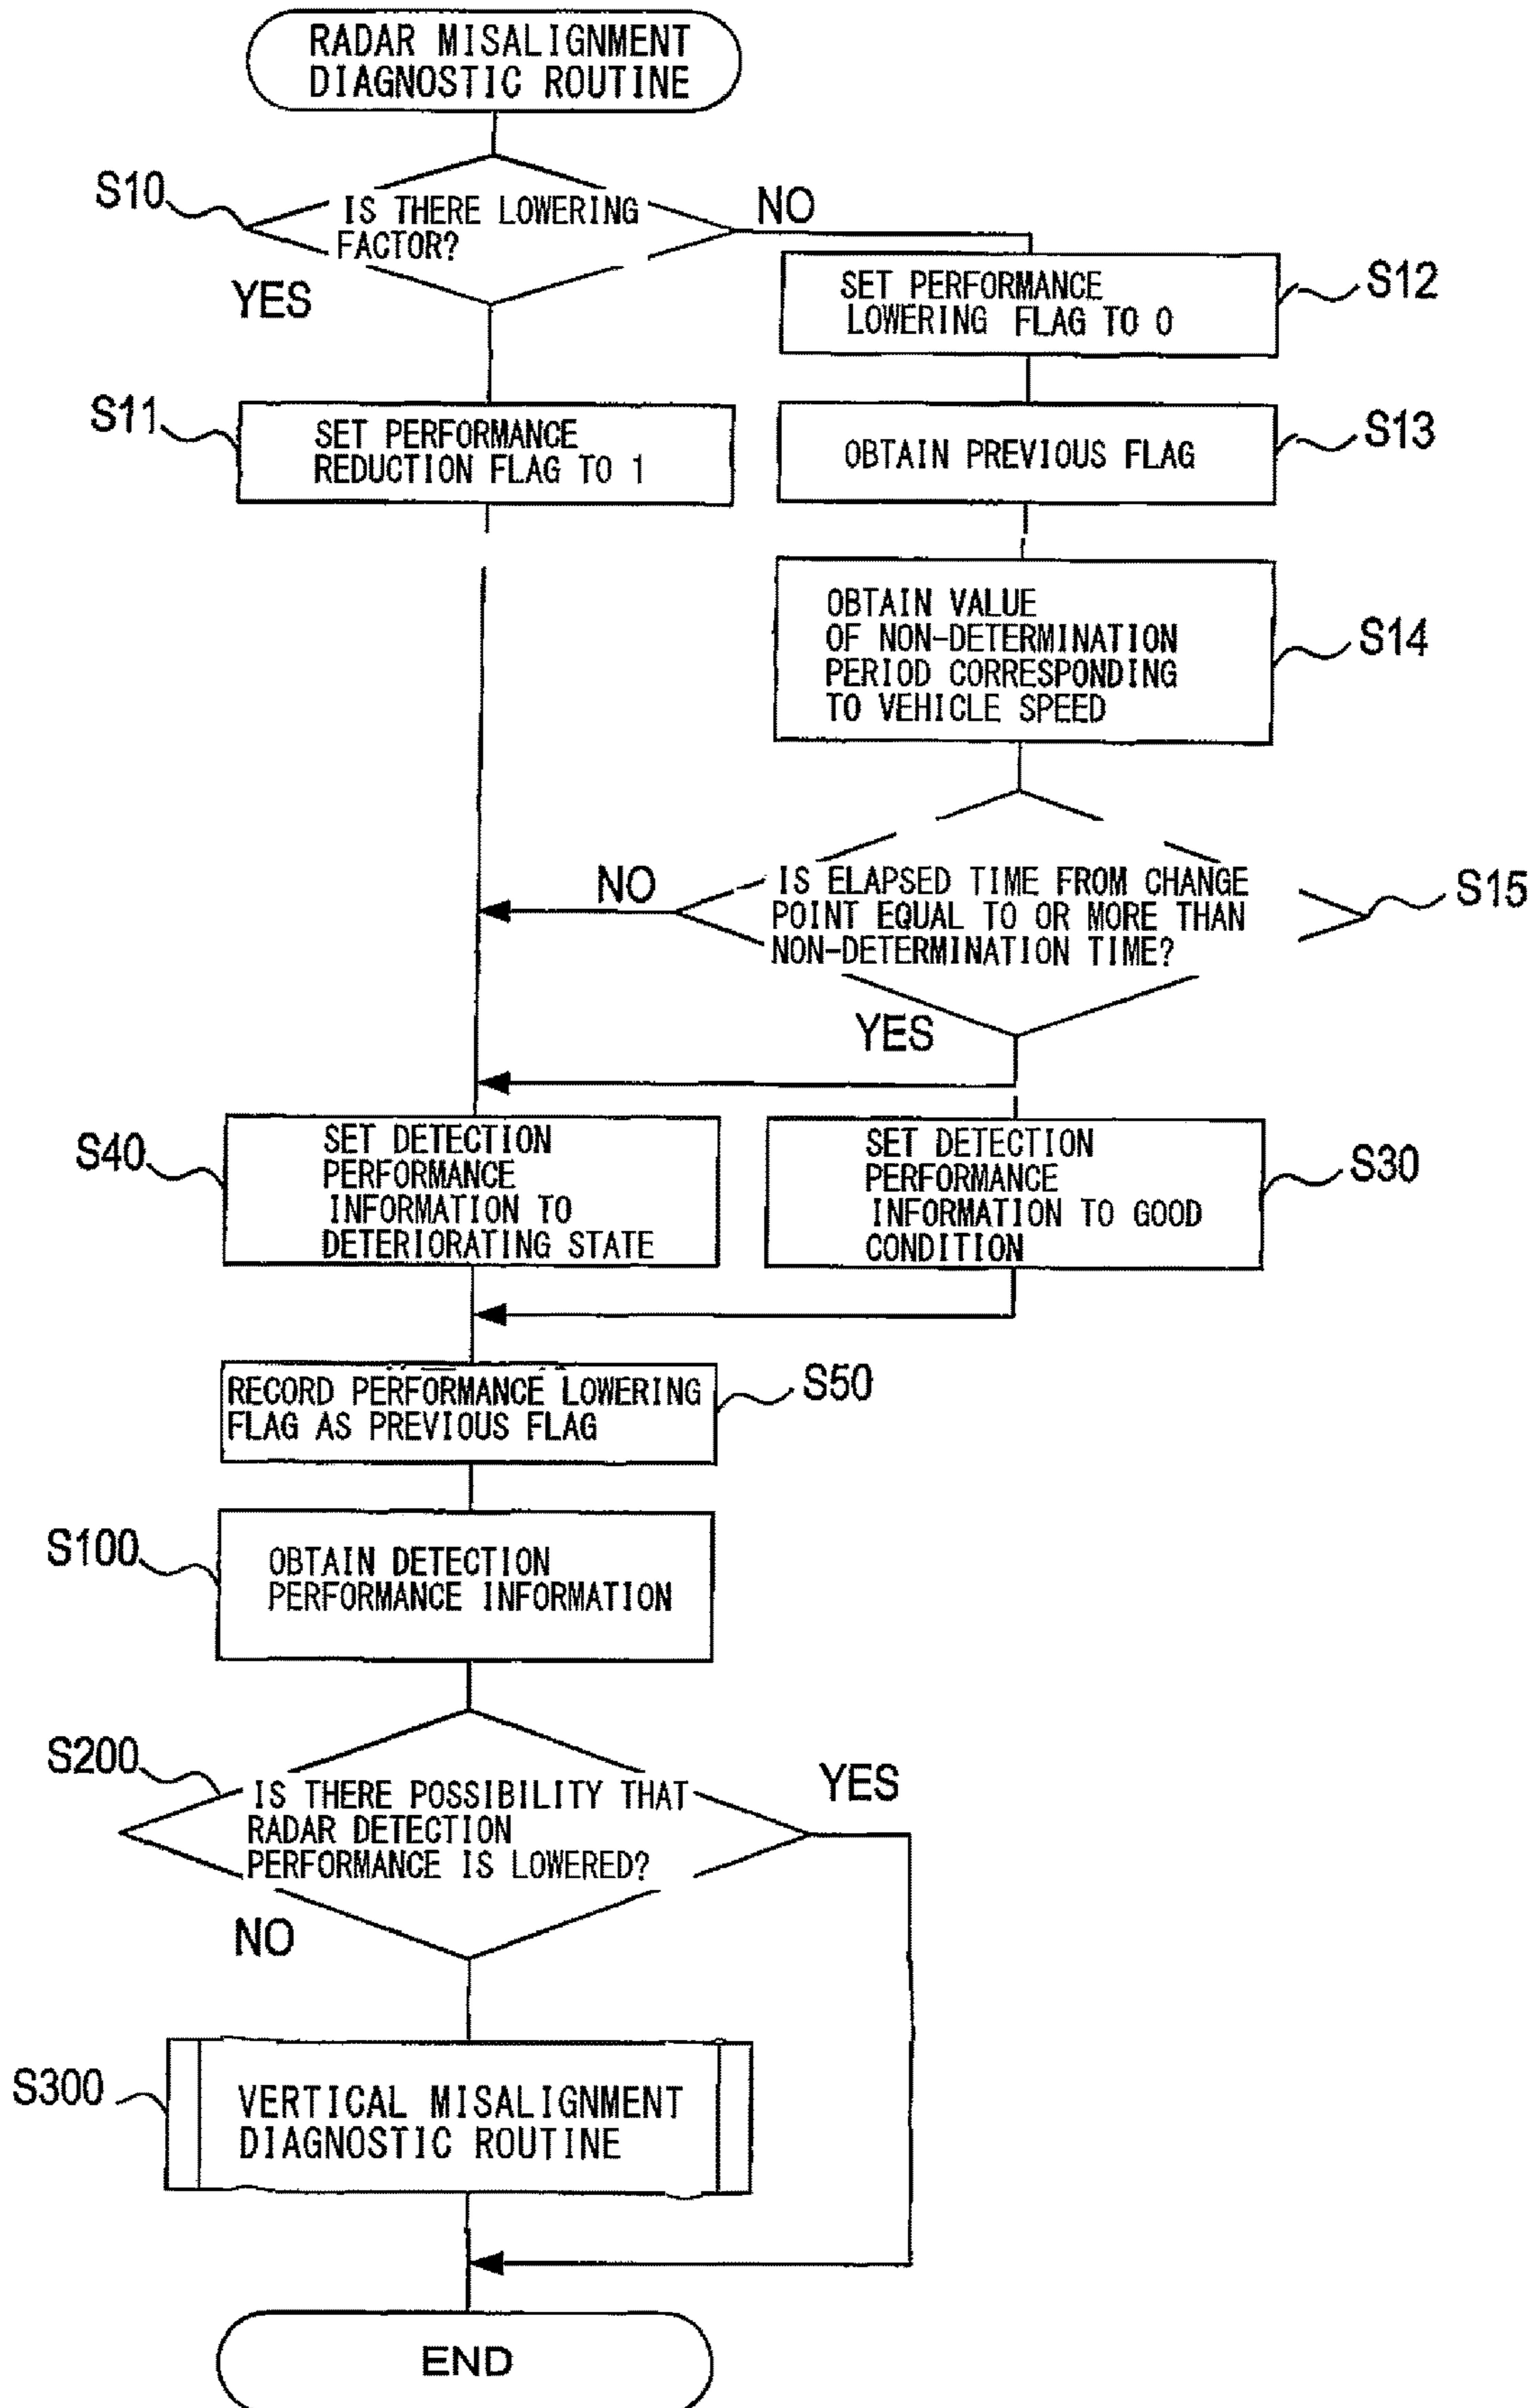 RADAR MISALIGNMENT
DIAGNOSTIC ROUTINE
S10
IS THERE LOWERING
FACTOR?
NO
YES
SET PERFORMANCE
LOWERING FLAG TO 0
S12
S11
SET PERFORMANCE
REDUCTION FLAG TO 1
OBTAIN PREVIOUS FLAG
S13
OBTAIN VALUE
OF NON-DETERMINATION
PERIOD CORRESPONDING
TO VEHICLE SPEED
S14
NO
IS ELAPSED TIME FROM CHANGE
POINT EQUAL TO OR MORE THAN
NON-DETERMINATION TIME?
S15
YES
S40
SET DETECTION
PERFORMANCE
INFORMATION TO
DETERIORATING STATE
SET DETECTION
PERFORMANCE
INFORMATION TO GOOD
CONDITION
S30
RECORD PERFORMANCE LOWERING
FLAG AS PREVIOUS FLAG
S50
S100
OBTAIN DETECTION
PERFORMANCE INFORMATION
S200
IS THERE POSSIBILITY THAT
RADAR DETECTION
PERFORMANCE IS LOWERED?
YES
NO
S300
VERTICAL MISALIGNMENT
DIAGNOSTIC ROUTINE
END